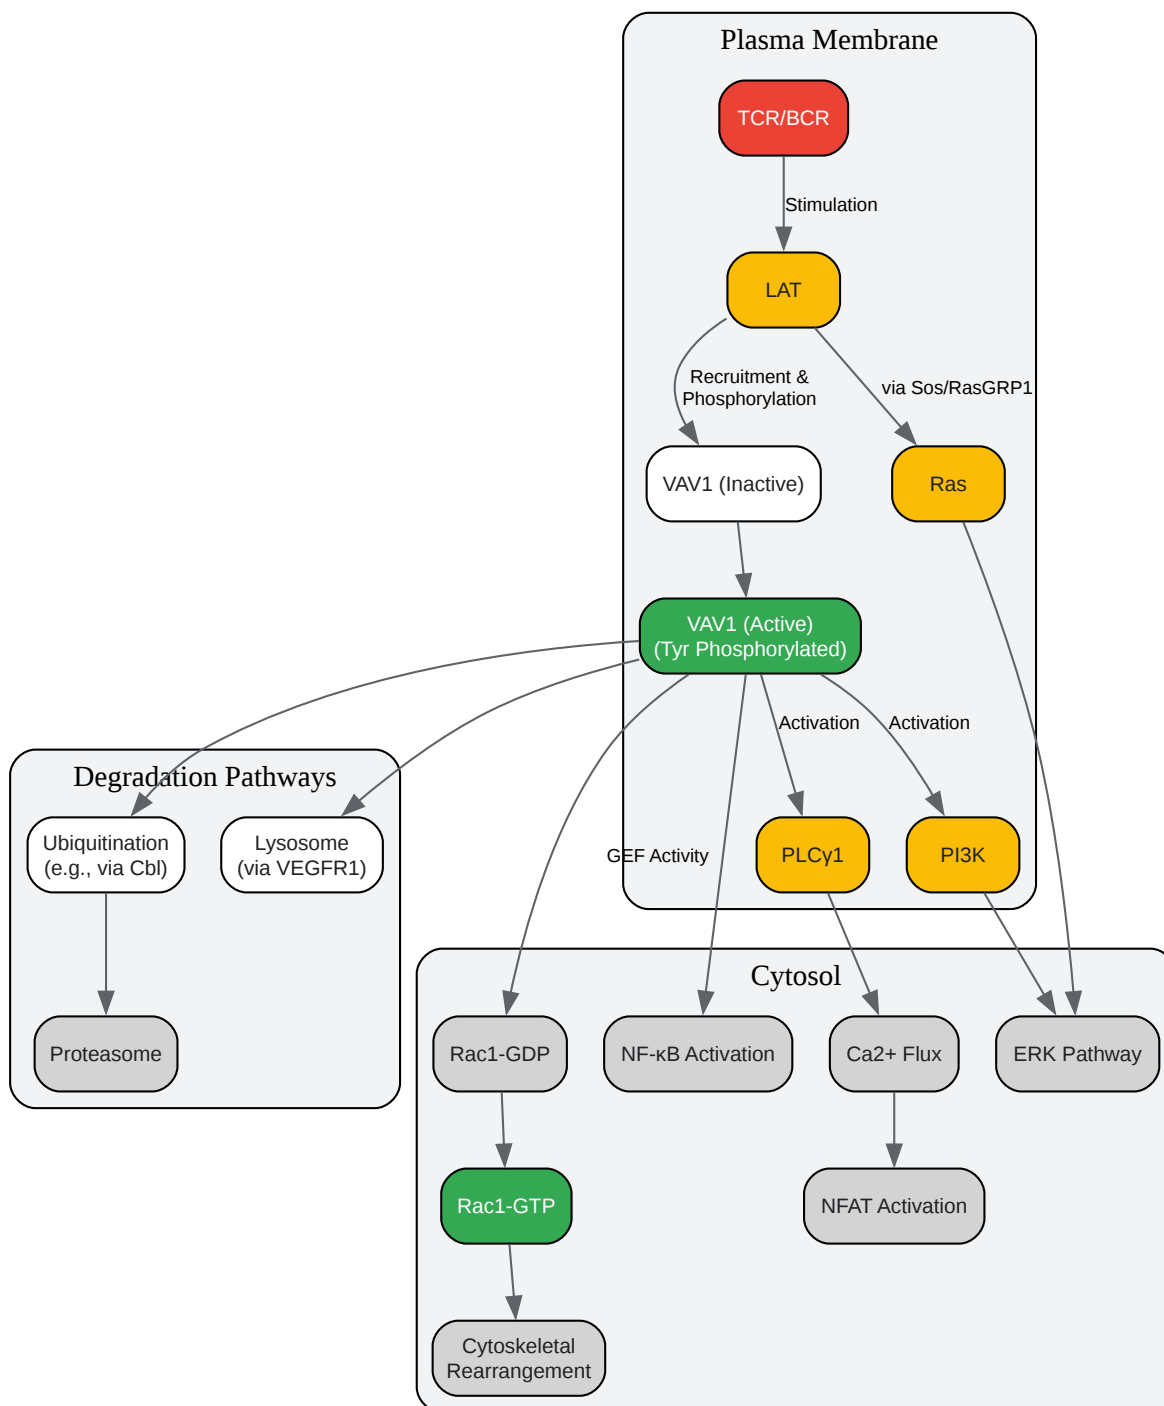 Plasma Membrane
TCR/BCR
Stimulation
LAT
Recruitment &
Phosphorylation
via Sos/RasGRP1
VAV1 (Inactive)
Ras
VAV1 (Active)
(Tyr Phosphorylated)
Activation
Activation
Degradation Pathways
Ubiquitination
(e.g., via Cbl)
Lysosome
(via VEGFR1)
GEF Activity
PLCγ1
PI3K
Cytosol
Proteasome
Rac1-GDP
NF-κB Activation
Ca2+ Flux
ERK Pathway
Rac1-GTP
NFAT Activation
Cytoskeletal
Rearrangement